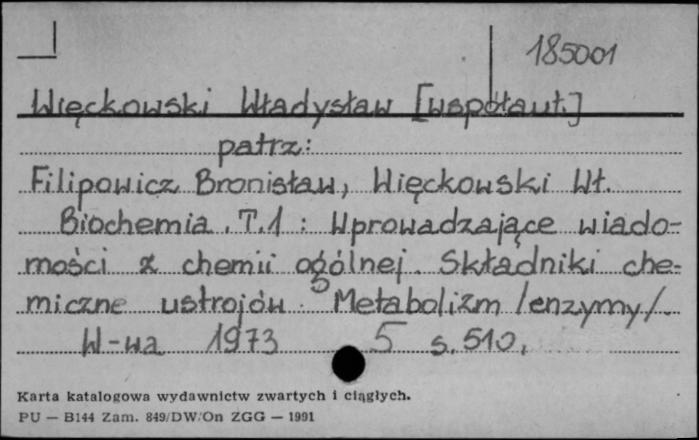 185001
Więckowski Władysław [współaut.]
patrz:
Filipowicz Bronisław, Więckowski Wł.
Biochemia. T.1 : Wprowadzające wiado-
mości z chemii ogólnej. Składniki che-
miczne ustrojów. Metabolizm /enzymy/.
W-wa 1973 5 s. 510.
Karta katalogowa wydawnictw zwartych i ciągłych.
PU — B144 Zam. 849/DW/On ZGG — 1991